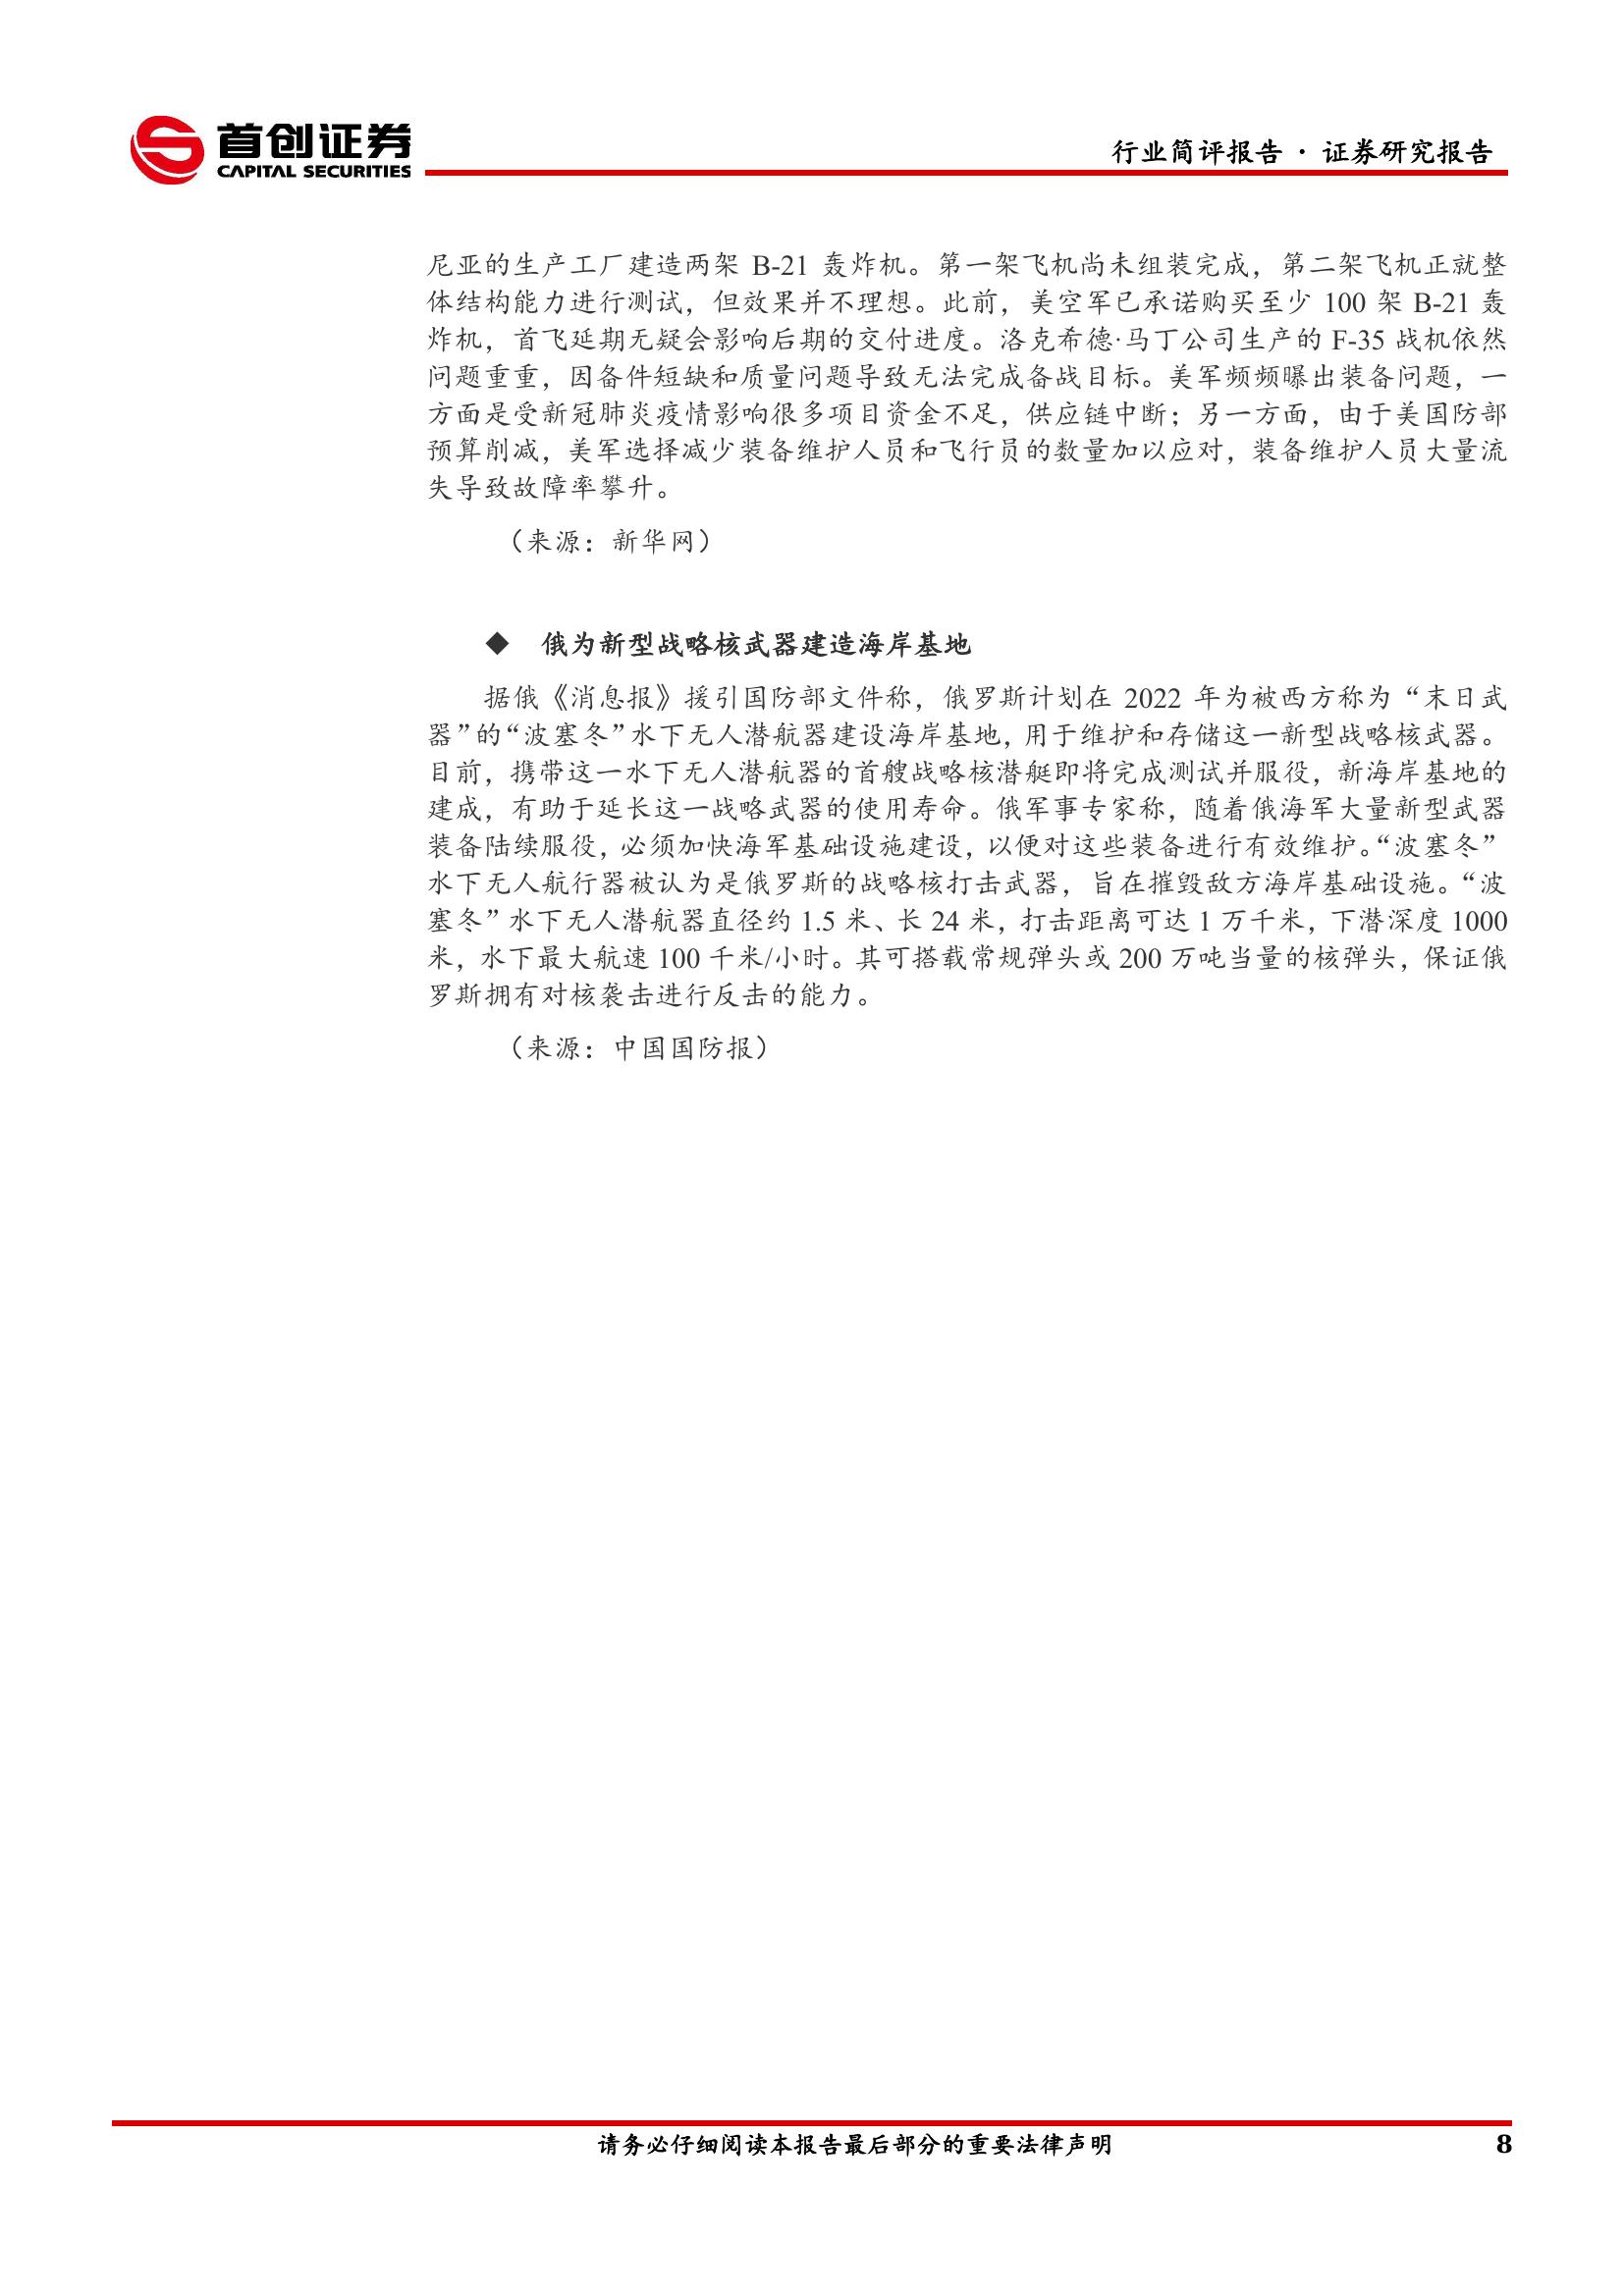 首创证券
CAPITAL SECURITIES
行业简评报告 · 证券研究报告
尼亚的生产工厂建造两架 B-21 轰炸机。第一架飞机尚未组装完成，第二架飞机正就整
体结构能力进行测试，但效果并不理想。此前，美空军已承诺购买至少 100 架 B-21 轰
炸机，首飞延期无疑会影响后期的交付进度。洛克希德·马丁公司生产的 F-35 战机依然
问题重重，因备件短缺和质量问题导致无法完成备战目标。美军频频曝出装备问题，一
方面是受新冠肺炎疫情影响很多项目资金不足，供应链中断；另一方面，由于美国防部
预算削减，美军选择减少装备维护人员和飞行员的数量加以应对，装备维护人员大量流
失导致故障率攀升。
（来源：新华网）
◆ 俄为新型战略核武器建造海岸基地
据俄《消息报》援引国防部文件称，俄罗斯计划在 2022 年为被西方称为“末日武
器”的“波塞冬”水下无人潜航器建设海岸基地，用于维护和存储这一新型战略核武器。
目前，携带这一水下无人潜航器的首艘战略核潜艇即将完成测试并服役，新海岸基地的
建成，有助于延长这一战略武器的使用寿命。俄军事专家称，随着俄海军大量新型武器
装备陆续服役，必须加快海军基础设施建设，以便对这些装备进行有效维护。“波塞冬”
水下无人航行器被认为是俄罗斯的战略核打击武器，旨在摧毁敌方海岸基础设施。“波
塞冬”水下无人潜航器直径约 1.5 米、长 24 米，打击距离可达 1 万千米，下潜深度 1000
米，水下最大航速 100 千米/小时。其可搭载常规弹头或 200 万吨当量的核弹头，保证俄
罗斯拥有对核袭击进行反击的能力。
（来源：中国国防报）
请务必仔细阅读本报告最后部分的重要法律声明
8